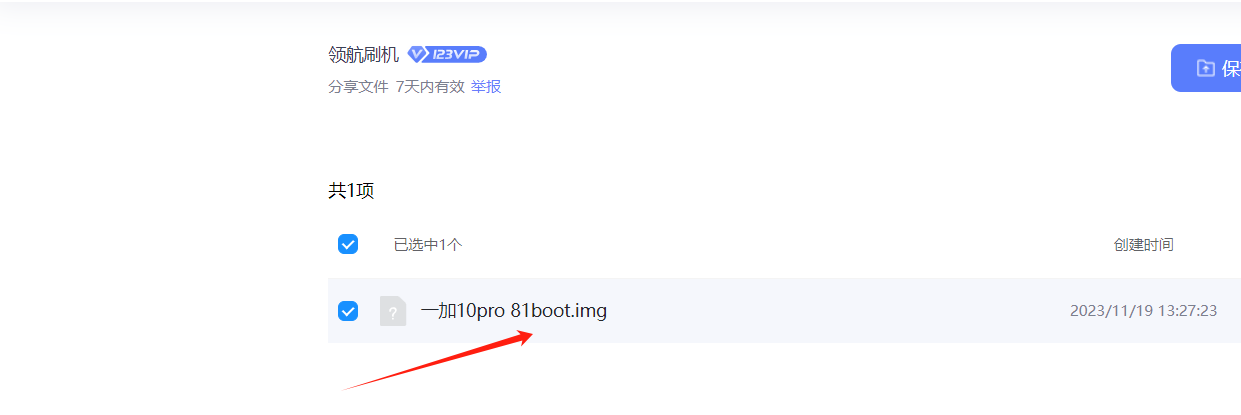 领航刷机 123VIP
分享文件 7天内有效 举报
保
共1项
已选中1个 创建时间
一加10pro 81boot.img 2023/11/19 13:27:23